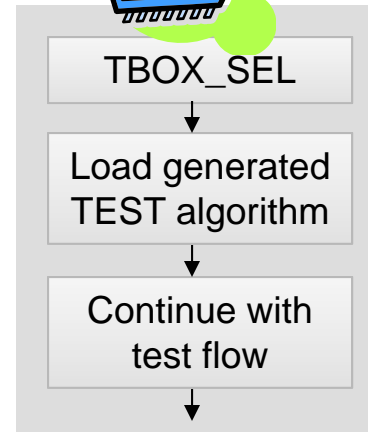 TBOX_SEL
Load generated
TEST algorithm
Continue with
test flow